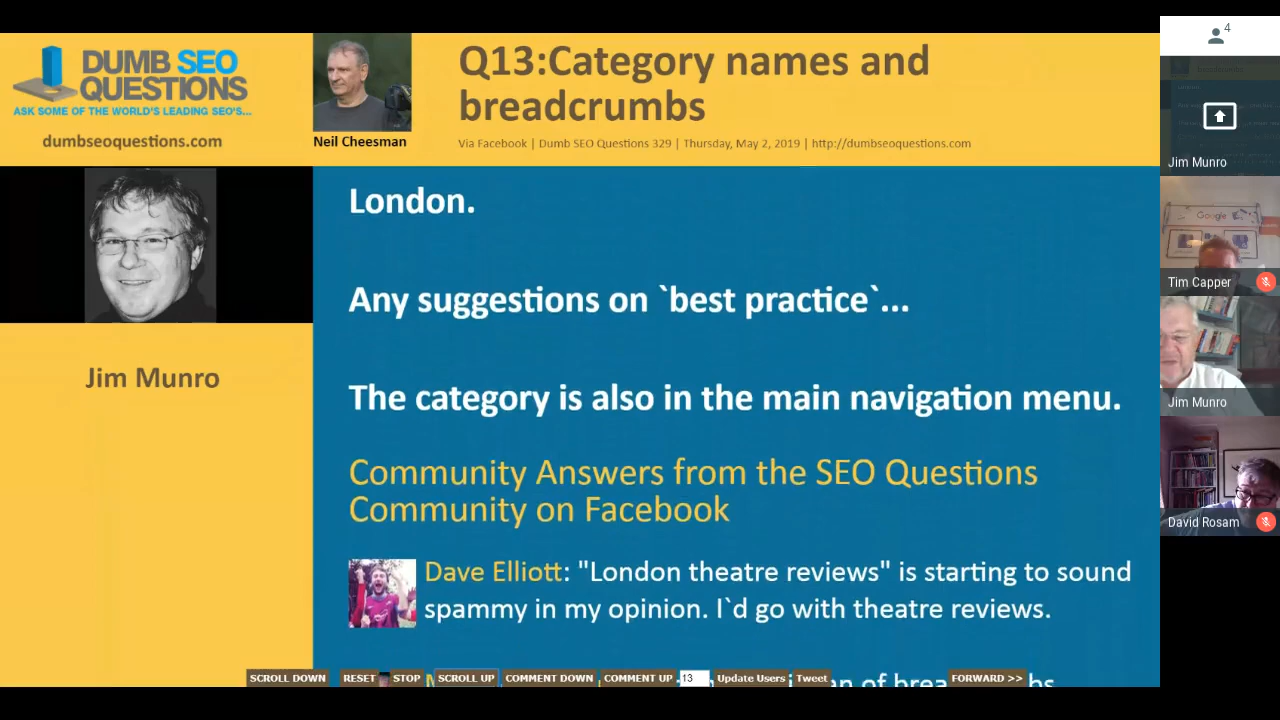 DUMB SEO
QUESTIONS
ASK SOME OF THE WORLD'S LEADING SEO'S...
dumbseoquestions.com
Neil Cheesman
Q13:Category names and
breadcrumbs
Via Facebook | Dumb SEO Questions 329 | Thursday, May 2, 2019 | http://dumbseoquestions.com
Jim Munro
London.
Any suggestions on `best practice`...
The category is also in the main navigation menu.
Community Answers from the SEO Questions
Community on Facebook
Dave Elliott: "London theatre reviews" is starting to sound
spammy in my opinion. I`d go with theatre reviews.
SCROLL DOWN RESET STOP SCROLL UP COMMENT DOWN COMMENT UP 13 Update Users Tweet FORWARD >>
4
Jim Munro
Google
Tim Capper
Jim Munro
David Rosam